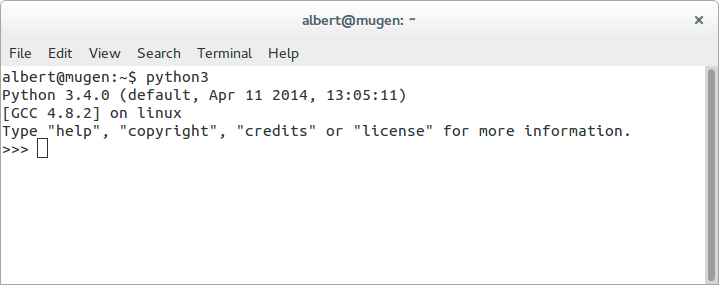 albert@mugen: ~
×
File Edit View Search Terminal Help
albert@mugen:~$ python3
Python 3.4.0 (default, Apr 11 2014, 13:05:11)
[GCC 4.8.2] on linux
Type "help", "copyright", "credits" or "license" for more information.
>>>